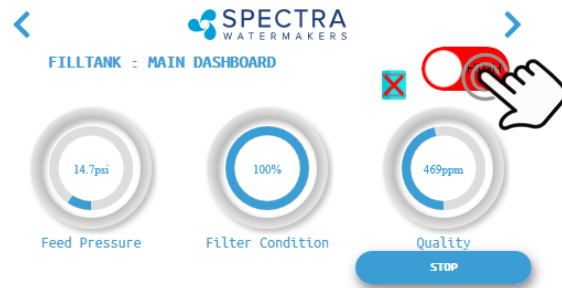 SPECTRA
WATERMAKERS
FILLTANK : MAIN DASHBOARD
14.7psi
100%
469ppm
Feed Pressure
Filter Condition
Quality
STOP